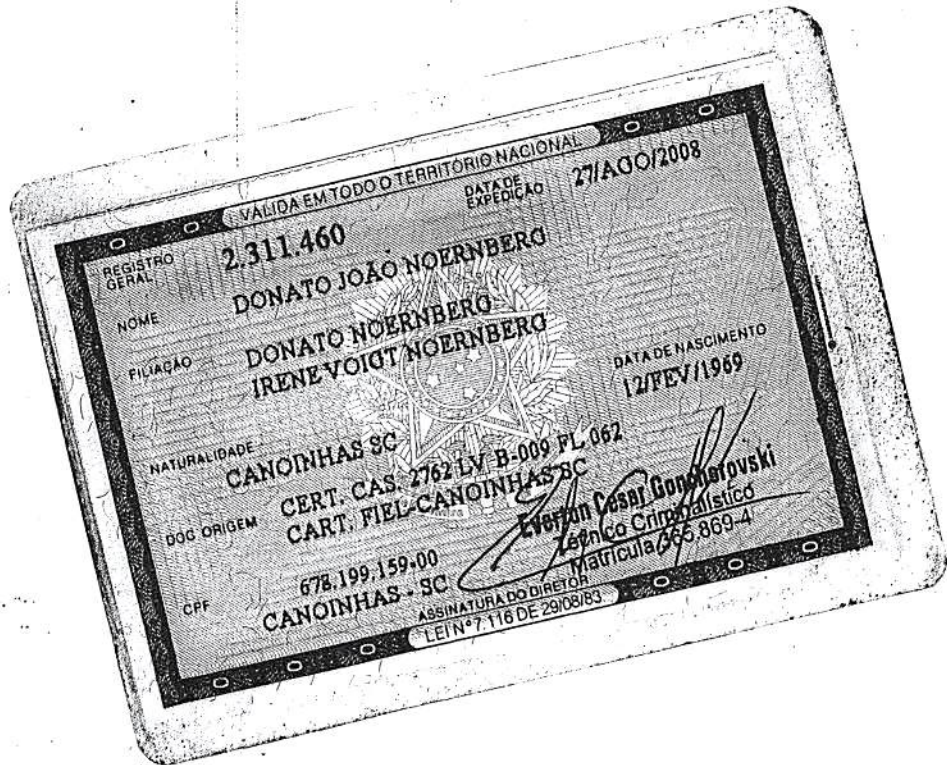 VÁLIDA EM TODO O TERRITÓRIO NACIONAL
REGISTRO GERAL 2.311.460 DATA DE EXPEDIÇÃO 27/AGO/2008
NOME DONATO JOÃO NOERNBERG
FILIAÇÃO DONATO NOERNBERG
IRENE VOIGT NOERNBERG
NATURALIDADE CANOINHAS SC DATA DE NASCIMENTO 12/FEV/1969
DOC ORIGEM CERT. CAS. 2762 LV B-009 FL 062
CART. FIEL-CANOINHAS SC
CPF 678.199.159-00
CANOINHAS - SC
Everton Cesar Goncherovski
Técnico Criminalístico
Matrícula 365.869-4
ASSINATURA DO DIRETOR
LEI Nº 7.116 DE 29/08/83